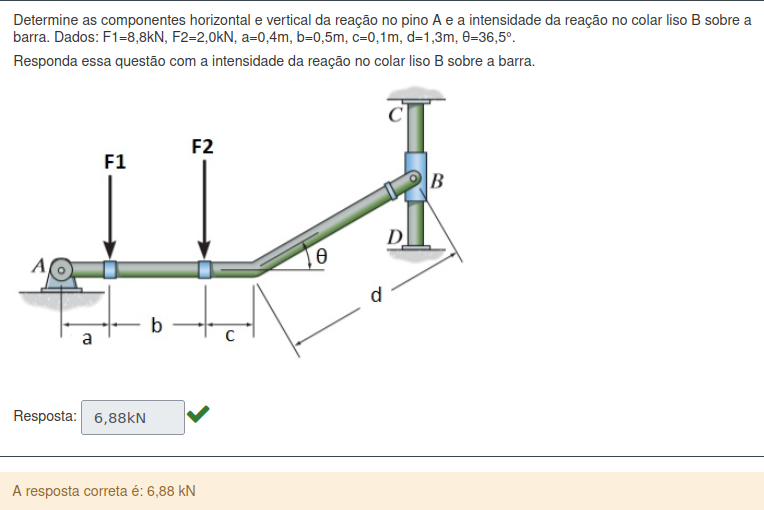 Determine as componentes horizontal e vertical da reação no pino A e a intensidade da reação no colar liso B sobre a
barra. Dados: F1=8,8kN, F2=2,0kN, a=0,4m, b=0,5m, c=0,1m, d=1,3m, θ=36,5°.
Responda essa questão com a intensidade da reação no colar liso B sobre a barra.
C
F2
F1
B
D
A
θ
d
b
a
c
Resposta: 6,88kN
A resposta correta é: 6,88 kN